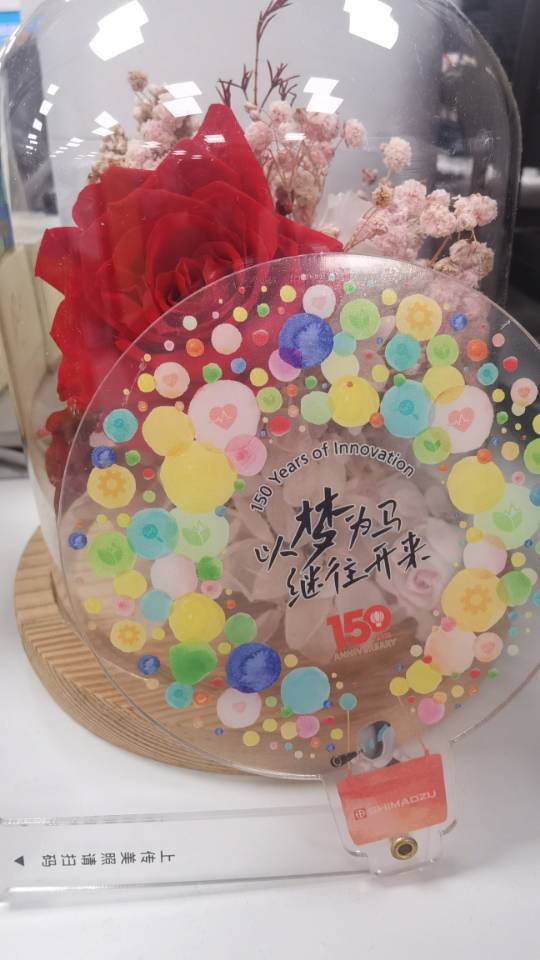 150 Years of Innovation
以梦为马
继往开来
150
ANNIVERSARY
SHIMADZU
上传美照请扫码